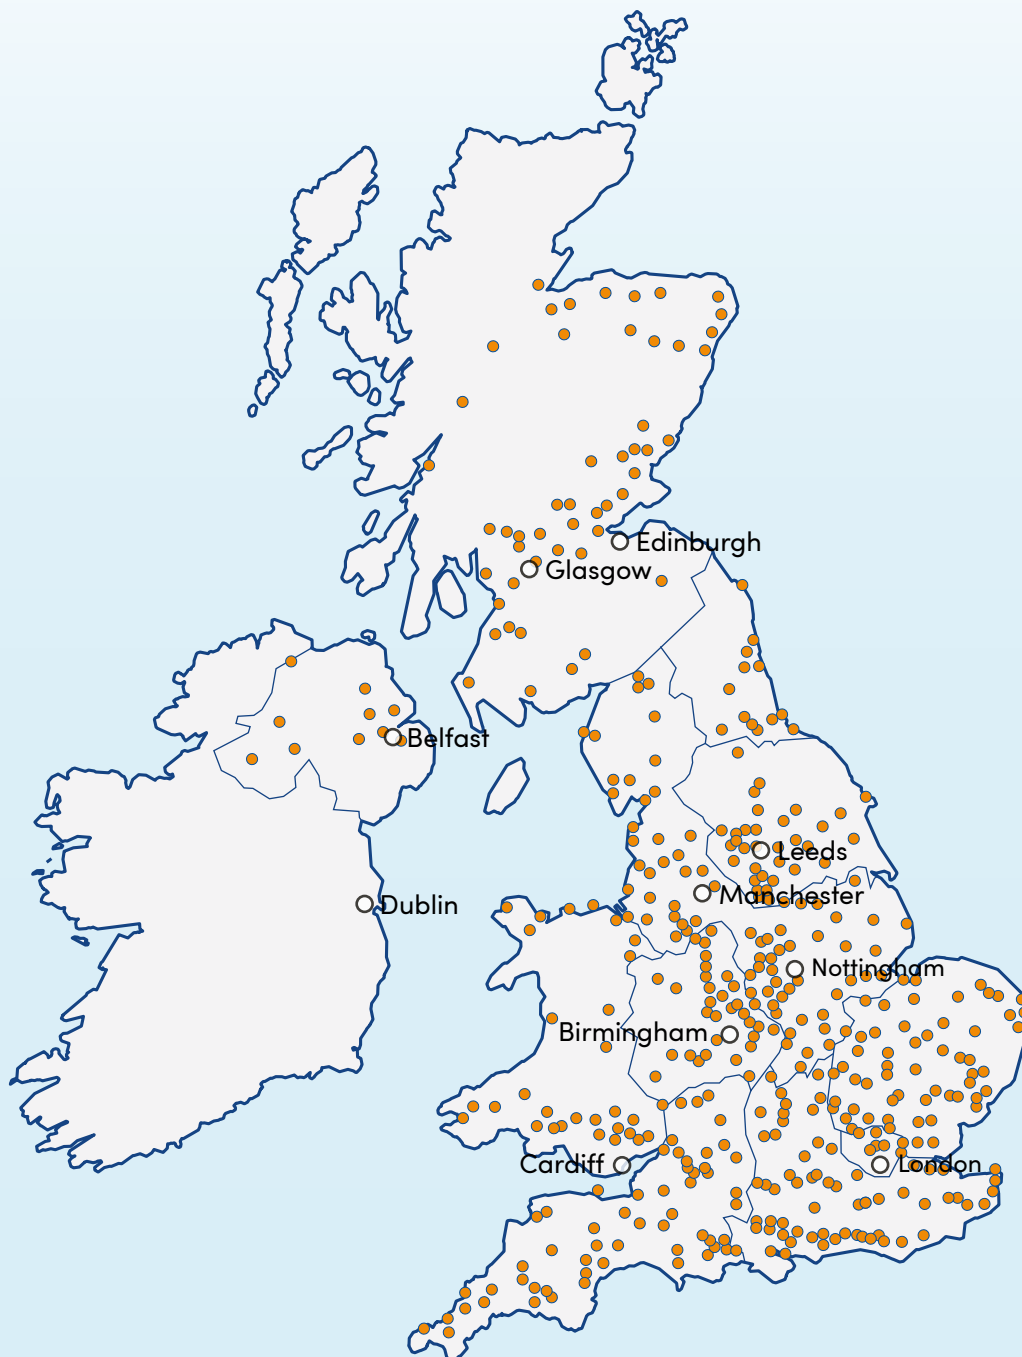 Edinburgh
Glasgow
Belfast
Leeds
Manchester
Dublin
Nottingham
Birmingham
Cardiff
London